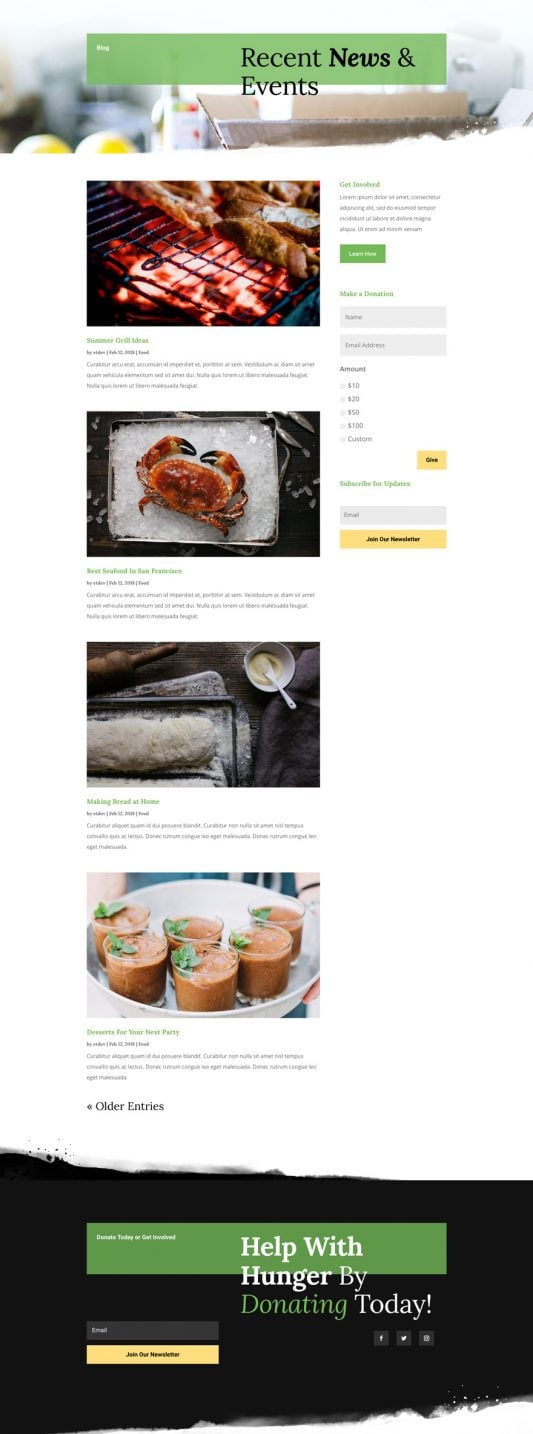 Blog
Recent News &
Events
Summer Grill Ideas
by etdev | Feb 12, 2018 | Food
Curabitur arcu erat, accumsan id imperdiet et, porttitor at sem. Vestibulum ac diam sit amet
quam vehicula elementum sed sit amet dui. Nulla quis lorem ut libero malesuada feugiat.
Nulla quis lorem ut libero malesuada feugiat.
Best Seafood In San Francisco
by etdev | Feb 12, 2018 | Food
Curabitur arcu erat, accumsan id imperdiet et, porttitor at sem. Vestibulum ac diam sit amet
quam vehicula elementum sed sit amet dui. Nulla quis lorem ut libero malesuada feugiat.
Nulla quis lorem ut libero malesuada feugiat.
Making Bread at Home
by etdev | Feb 12, 2018 | Food
Curabitur aliquet quam id dui posuere blandit. Curabitur non nulla sit amet nisl tempus
convallis quis ac lectus. Donec rutrum congue leo eget malesuada. Donec rutrum congue leo
eget malesuada.
Desserts For Your Next Party
by etdev | Feb 12, 2018 | Food
Curabitur aliquet quam id dui posuere blandit. Curabitur non nulla sit amet nisl tempus
convallis quis ac lectus. Donec rutrum congue leo eget malesuada. Donec rutrum congue leo
eget malesuada.
« Older Entries
Get Involved
Lorem ipsum dolor sit amet, consectetur
adipiscing elit, sed do eiusmod tempor
incididunt ut labore et dolore magna
aliqua. Ut enim ad minim veniam
Learn How
Make a Donation
Name
Email Address
Amount
$10
$20
$50
$100
Custom
Give
Subscribe for Updates
Email
Join Our Newsletter
Donate Today or Get Involved
Help With
Hunger By
Donating Today!
Email
Join Our Newsletter